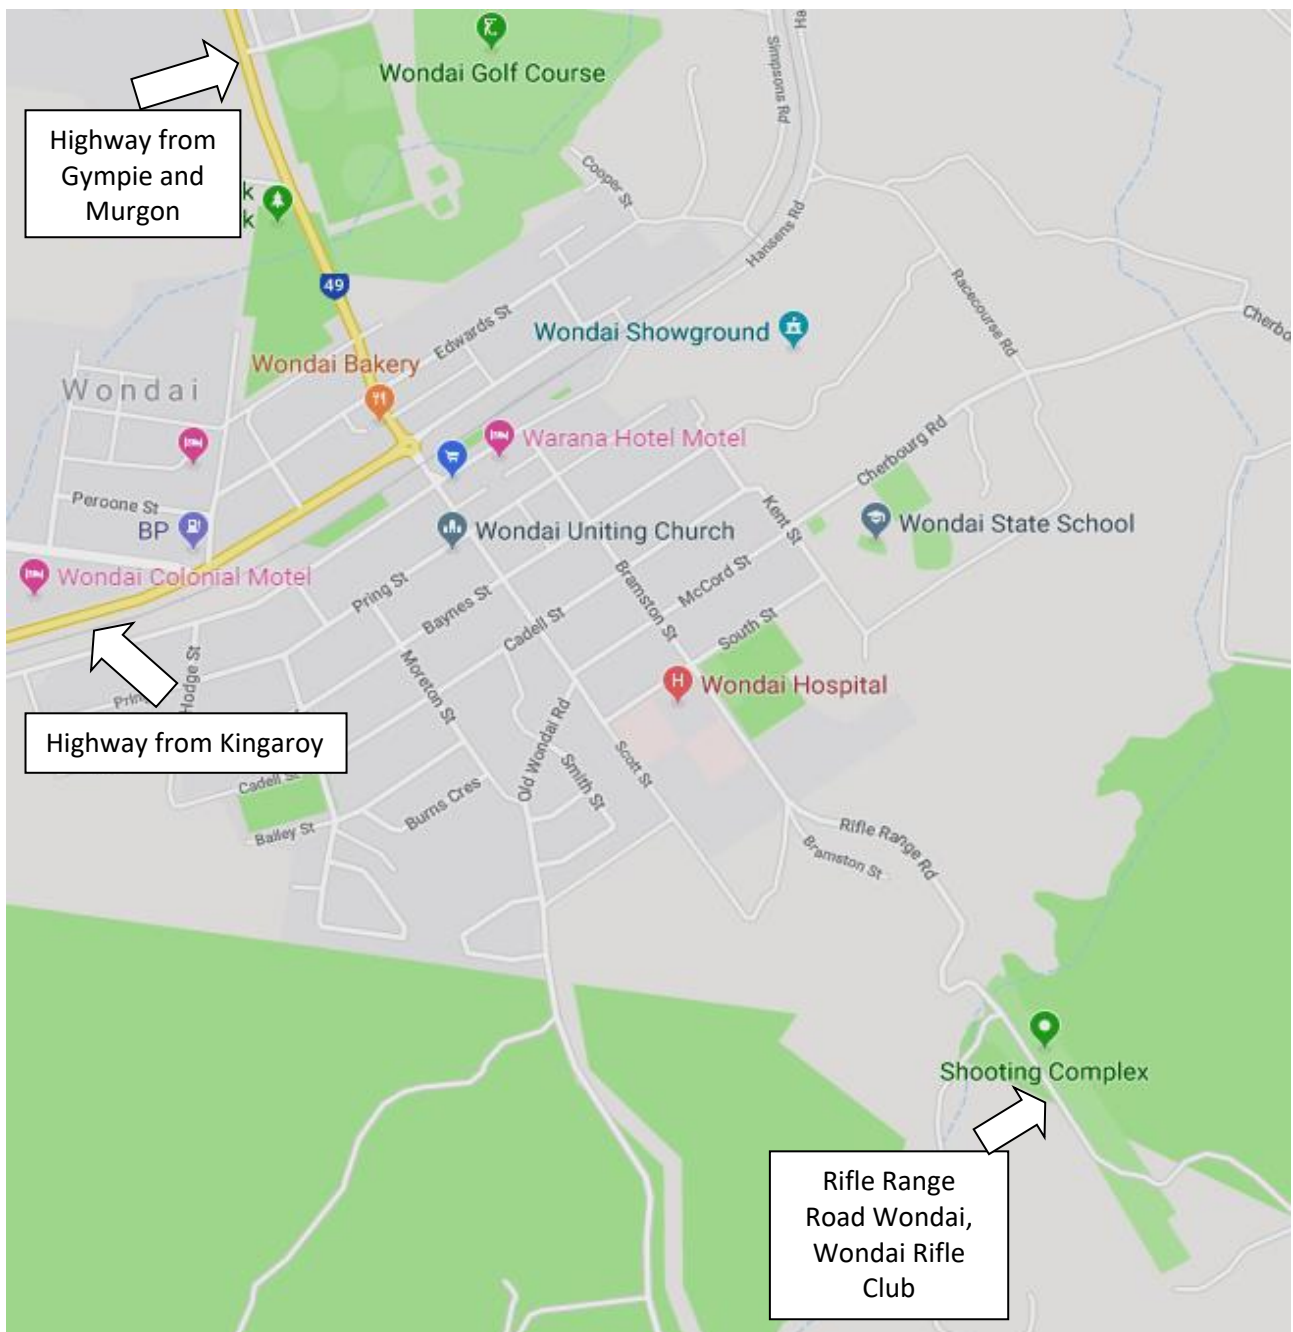 Wondai Golf Course
Simpsons Rd
Ha
Highway from
Gympie and
Murgon
k
k
Cooper St
Hansens Rd
49
Racecourse Rd
Cherbo
Edwards St
Wondai Showground
Wondai Bakery
Wondai
Warana Hotel Motel
Cherbourg Rd
Peroone St
BP
Wondai Uniting Church
Kent St
Wondai State School
Wondai Colonial Motel
Pring St
Baynes St
Bramston St
McCord St
Cadell St
South St
Hodge St
Moreton St
Pring
H
Wondai Hospital
Highway from Kingaroy
Old Wondai Rd
Scott St
Smith St
Cadell St
Burns Cres
Bailey St
Rifle Range Rd
Bramston St
Shooting Complex
Rifle Range
Road Wondai,
Wondai Rifle
Club